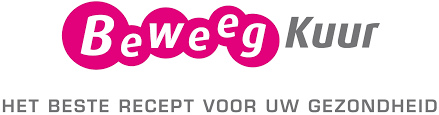 Beweeg Kuur
HET BESTE RECEPT VOOR UW GEZONDHEID